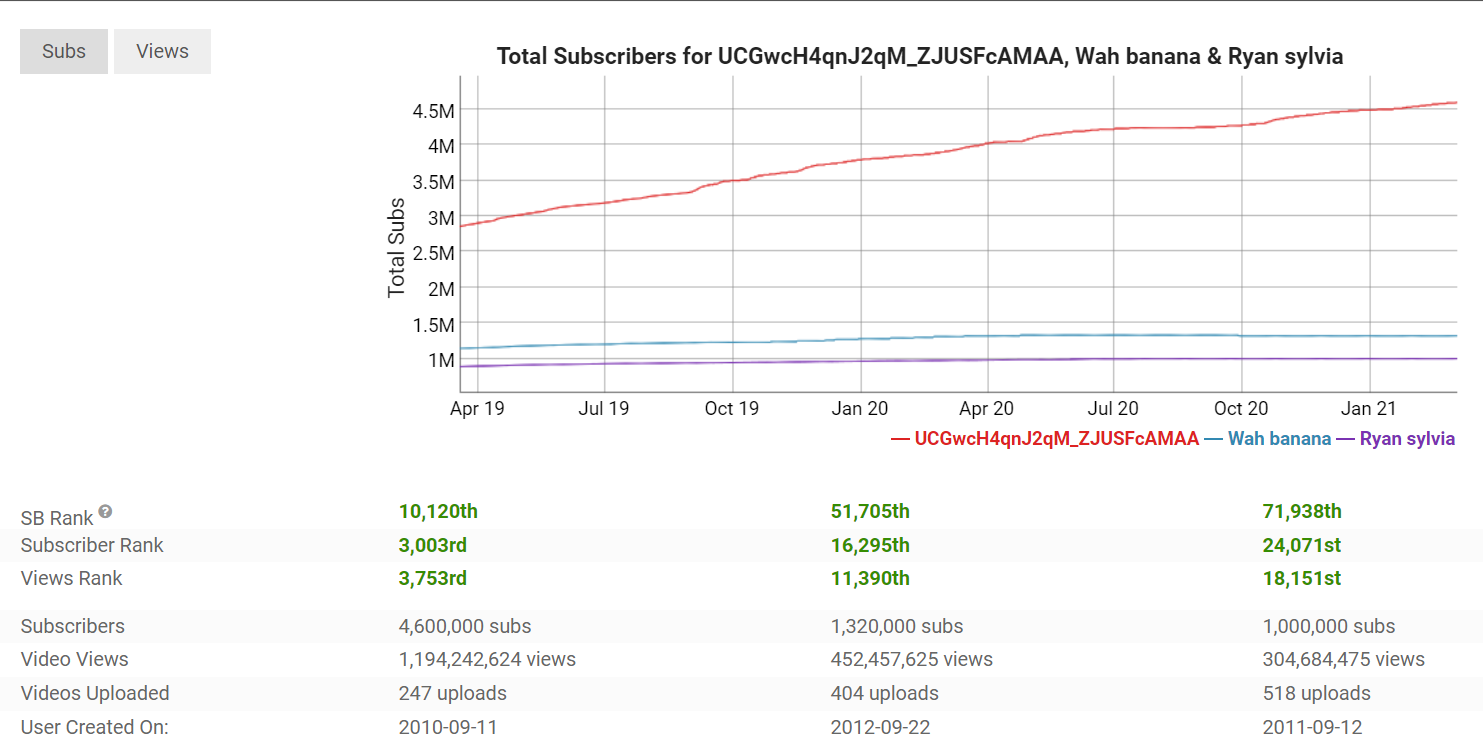 Subs Views
Total Subscribers for UCGwcH4qnJ2qM_ZJUSFcAMAA, Wah banana & Ryan sylvia
Total Subs
4.5M
4M
3.5M
3M
2.5M
2M
1.5M
1M
Apr 19 Jul 19 Oct 19 Jan 20 Apr 20 Jul 20 Oct 20 Jan 21
UCGwcH4qnJ2qM_ZJUSFcAMAA Wah banana Ryan sylvia
SB Rank ? 10,120th 51,705th 71,938th
Subscriber Rank 3,003rd 16,295th 24,071st
Views Rank 3,753rd 11,390th 18,151st
Subscribers 4,600,000 subs 1,320,000 subs 1,000,000 subs
Video Views 1,194,242,624 views 452,457,625 views 304,684,475 views
Videos Uploaded 247 uploads 404 uploads 518 uploads
User Created On: 2010-09-11 2012-09-22 2011-09-12